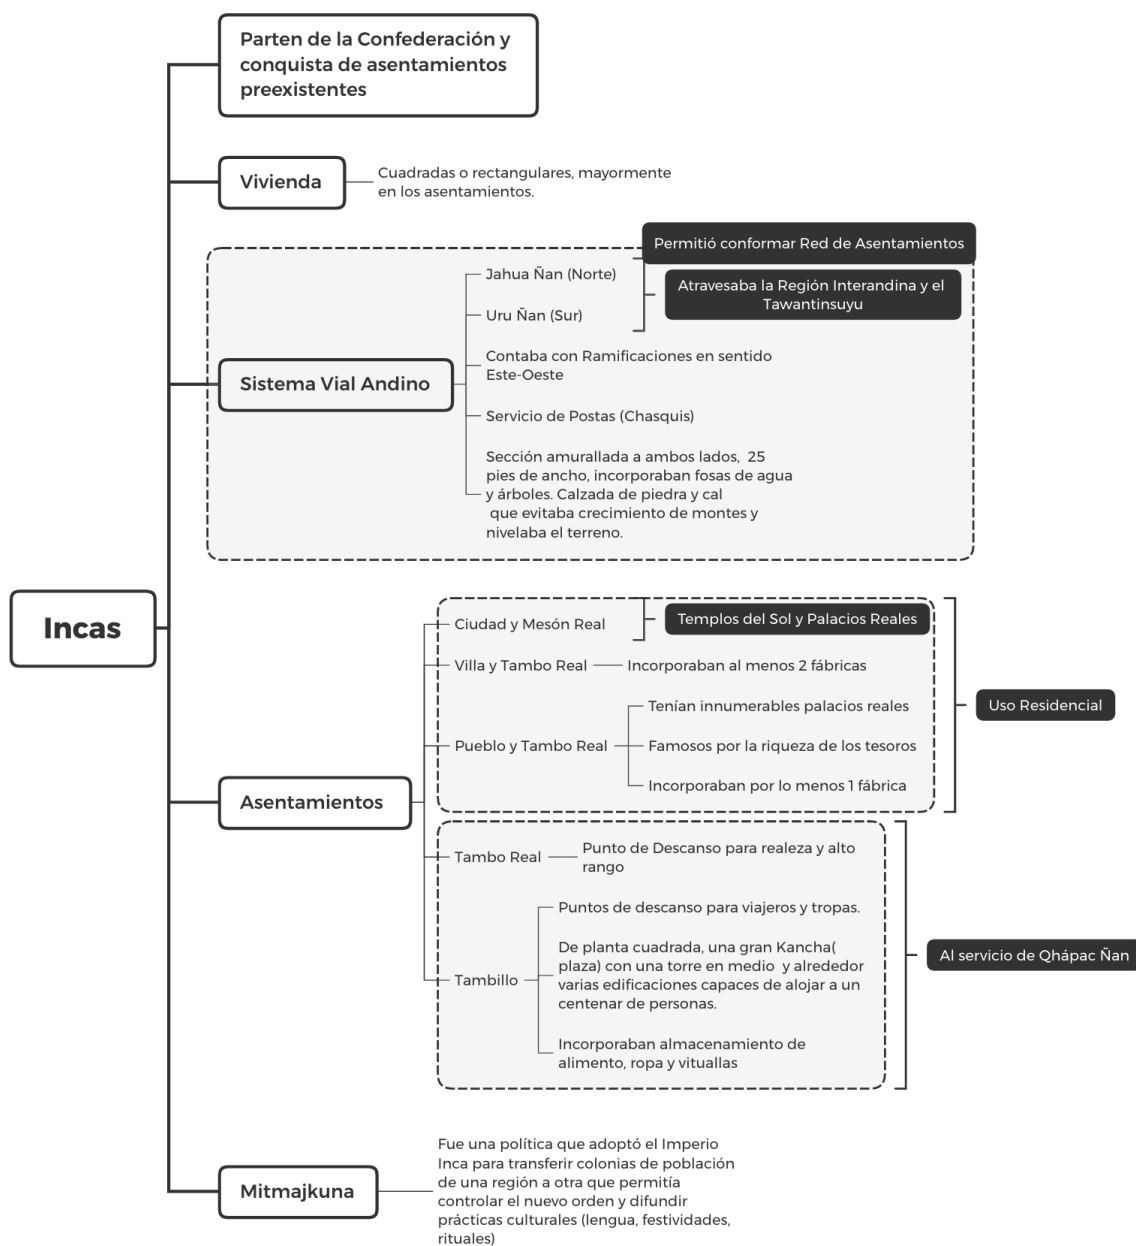 Parten de la Confederación y
conquista de asentamientos
preexistentes
Vivienda
Cuadradas o rectangulares, mayormente
en los asentamientos.
Permitió conformar Red de Asentamientos
Jahua Ñan (Norte)
Uru Ñan (Sur)
Atravesaba la Región Interandina y el
Tawantinsuyu
Sistema Vial Andino
Contaba con Ramificaciones en sentido
Este-Oeste
Servicio de Postas (Chasquis)
Sección amurallada a ambos lados,  25
pies de ancho, incorporaban fosas de agua
y árboles. Calzada de piedra y cal
que evitaba crecimiento de montes y
nivelaba el terreno.
Incas
Asentamientos
Ciudad y Mesón Real
Templos del Sol y Palacios Reales
Villa y Tambo Real
Incorporaban al menos 2 fábricas
Pueblo y Tambo Real
Tenían innumerables palacios reales
Famosos por la riqueza de los tesoros
Incorporaban por lo menos 1 fábrica
Uso Residencial
Tambo Real
Punto de Descanso para realeza y alto
rango
Tambillo
Puntos de descanso para viajeros y tropas.
De planta cuadrada, una gran Kancha(
plaza) con una torre en medio  y alrededor
varias edificaciones capaces de alojar a un
centenar de personas.
Incorporaban almacenamiento de
alimento, ropa y vituallas
Al servicio de Qhápac Ñan
Mitmajkuna
Fue una política que adoptó el Imperio
Inca para transferir colonias de población
de una región a otra que permitía
controlar el nuevo orden y difundir
prácticas culturales (lengua, festividades,
rituales)